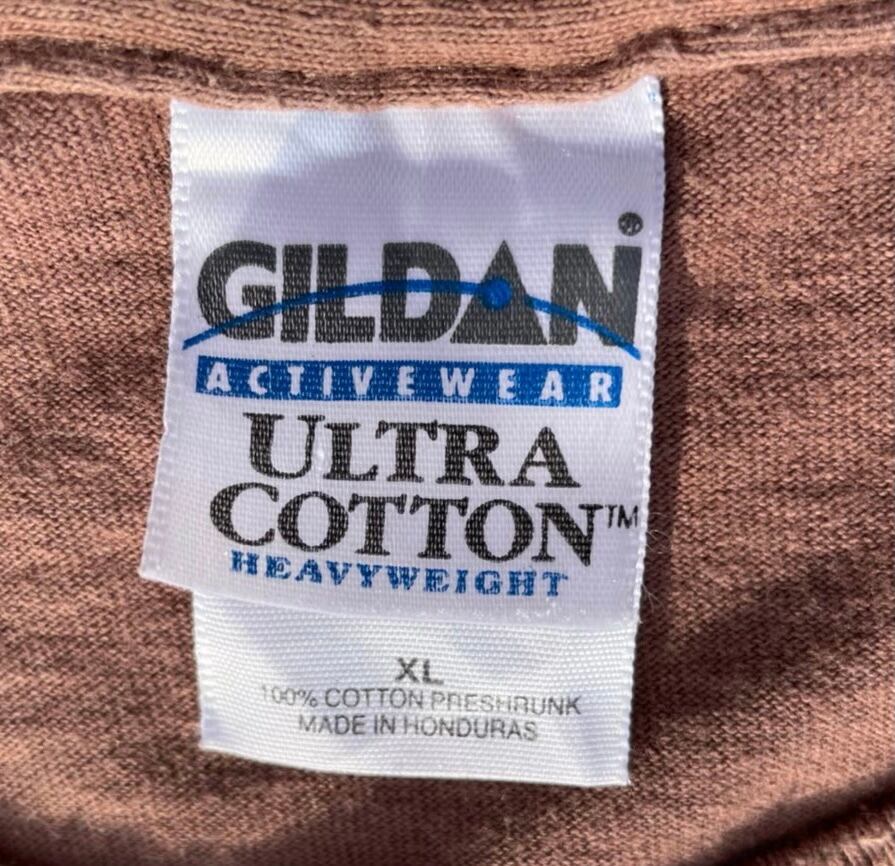 GILDAN®
ACTIVEWEAR
ULTRA
COTTON™
HEAVYWEIGHT
XL
100% COTTON PRESHRUNK
MADE IN HONDURAS